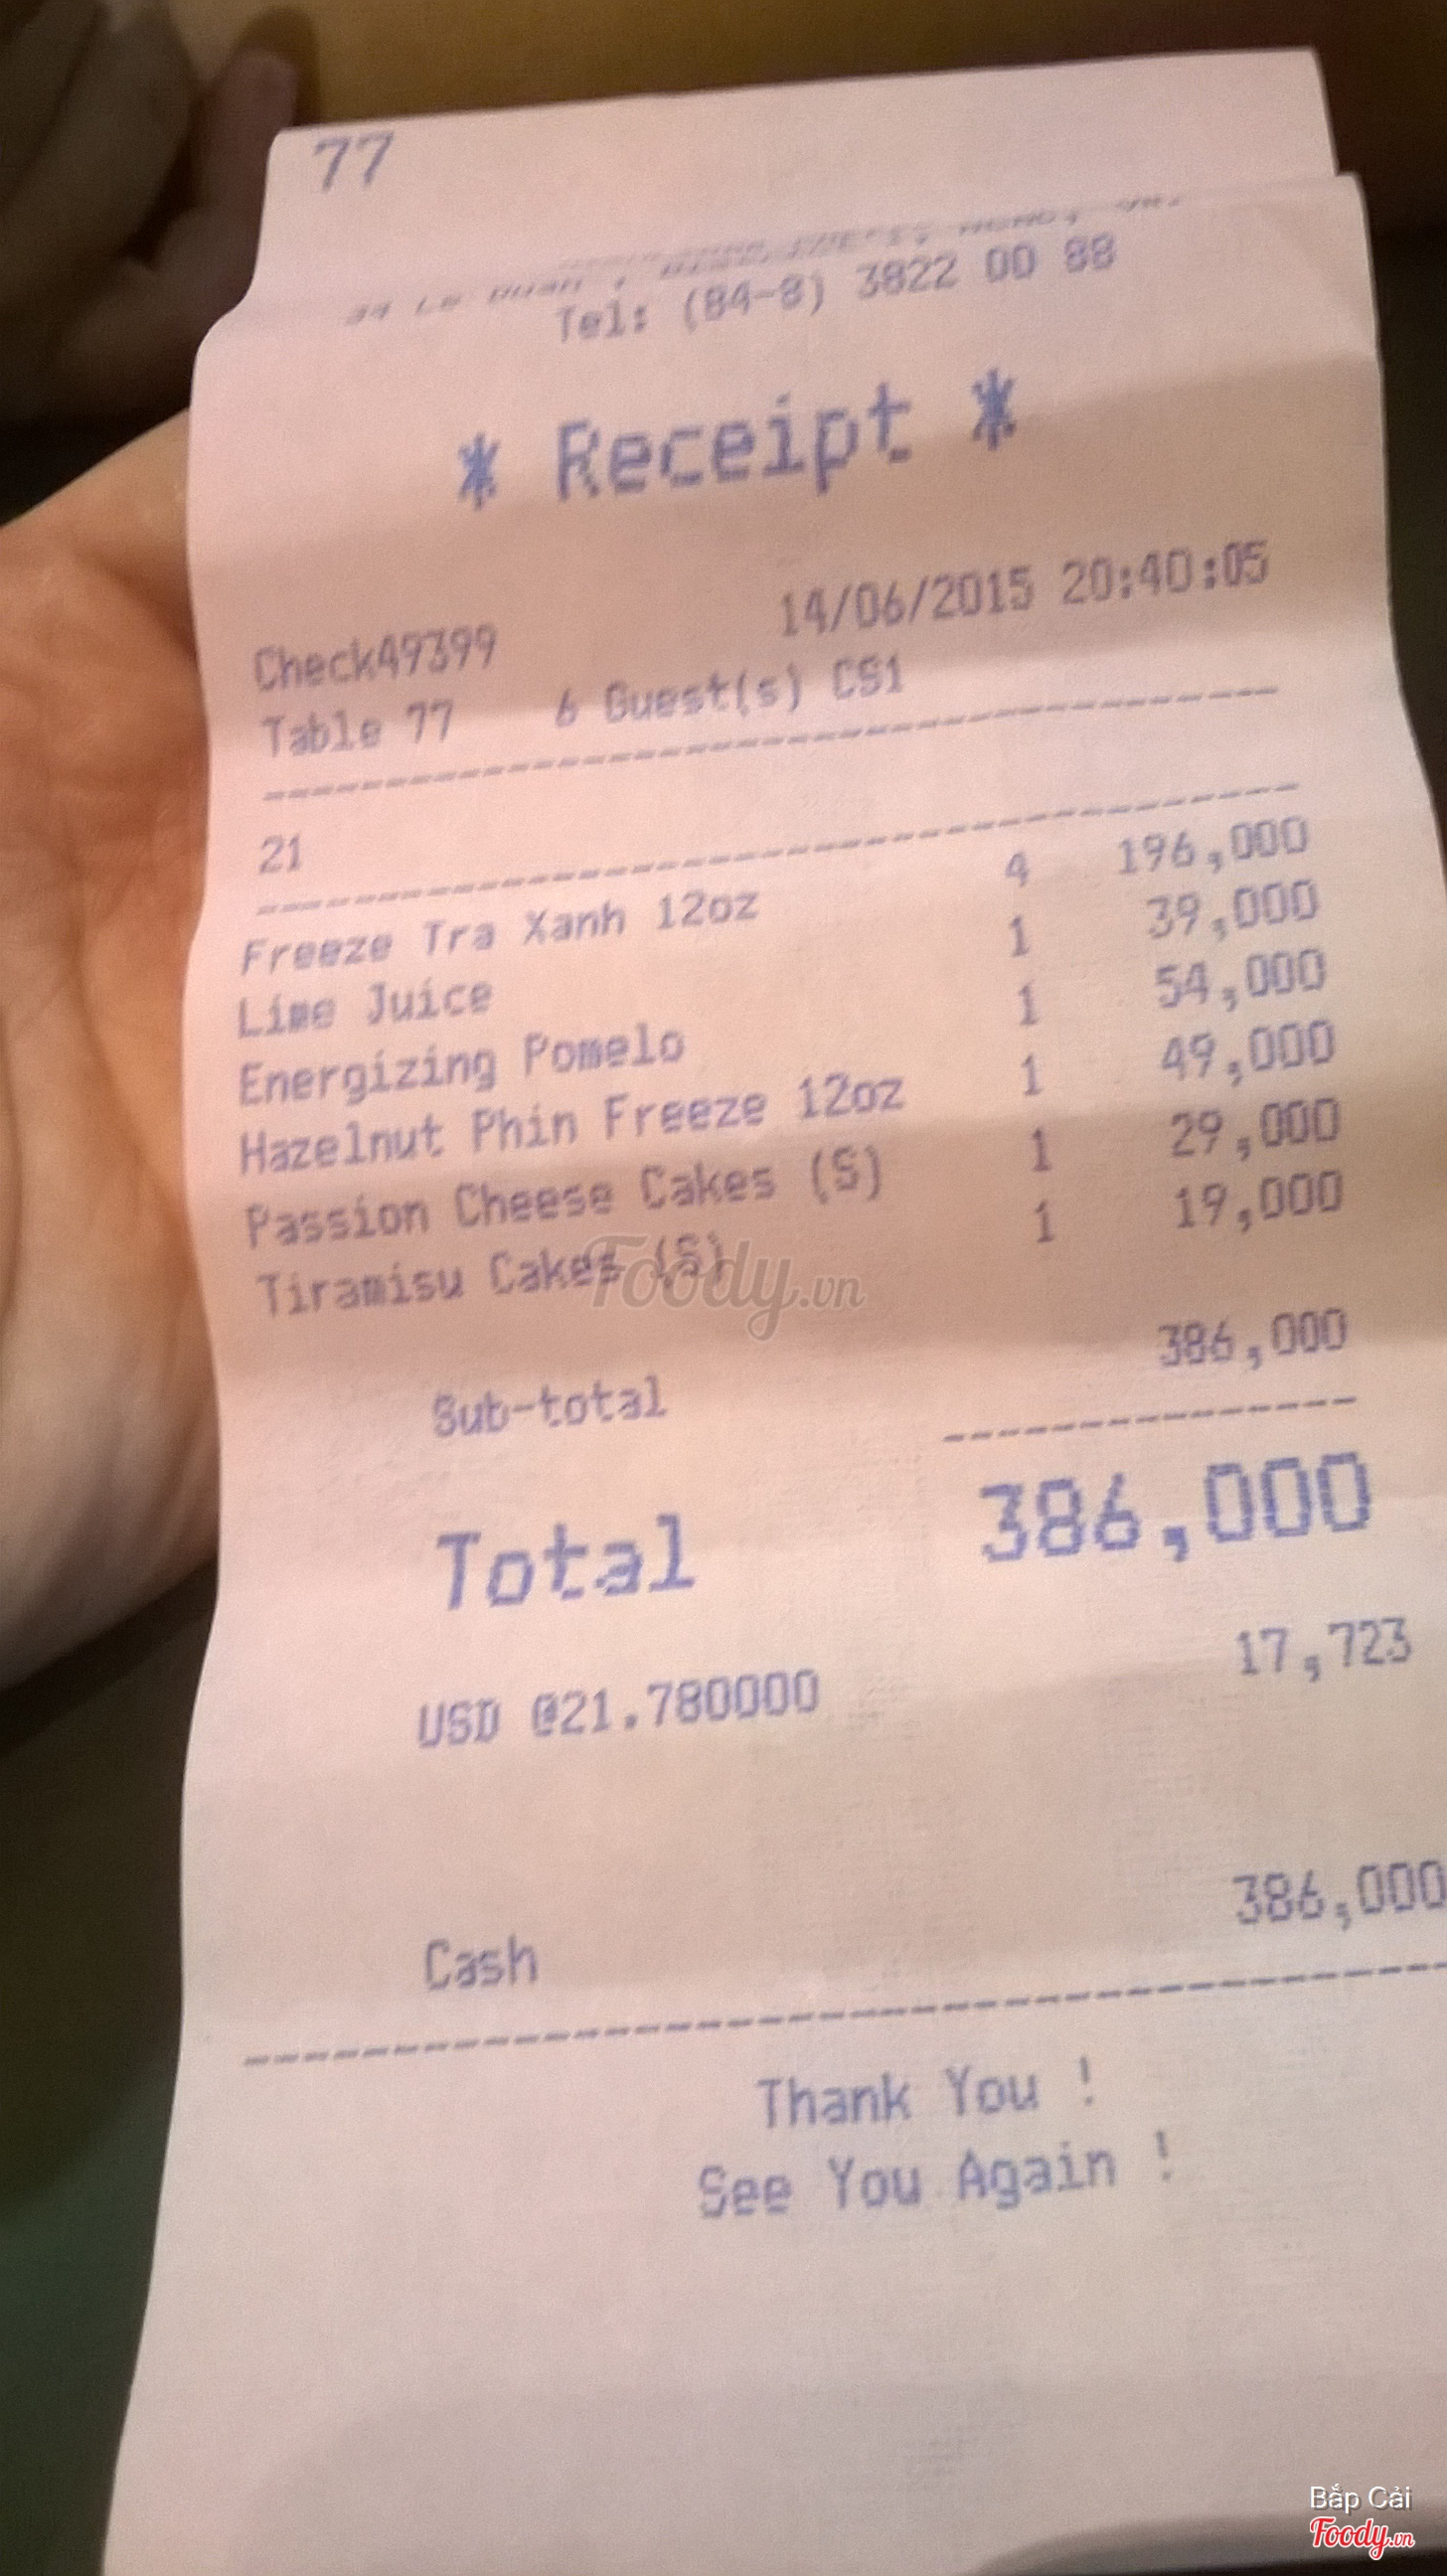 77
34 Le Duan ,
Tel: (84-8) 3822 00 88
* Receipt *
Check49399 14/06/2015 20:40:05
Table 77 6 Guest(s) CS1
21
Freeze Tra Xanh 12oz 4 196,000
Lime Juice 1 39,000
Energizing Pomelo 1 54,000
Hazelnut Phin Freeze 12oz 1 49,000
Passion Cheese Cakes (S) 1 29,000
Tiramisu Cakes (S) 1 19,000
Foody.vn
Sub-total 386,000
Total 386,000
USD @21.780000 17,723
Cash 386,000
Thank You !
See You Again !
Bắp Cải
Foody.vn